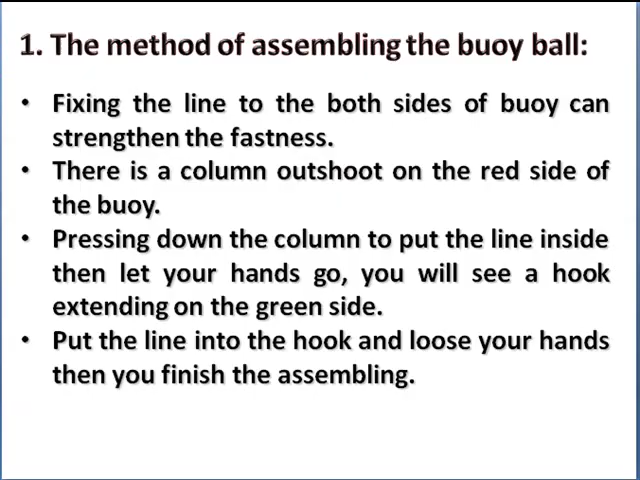 1. The method of assembling the buoy ball:
• Fixing the line to the both sides of buoy can
strengthen the fastness.
• There is a column outshoot on the red side of
the buoy.
• Pressing down the column to put the line inside
then let your hands go, you will see a hook
extending on the green side.
• Put the line into the hook and loose your hands
then you finish the assembling.